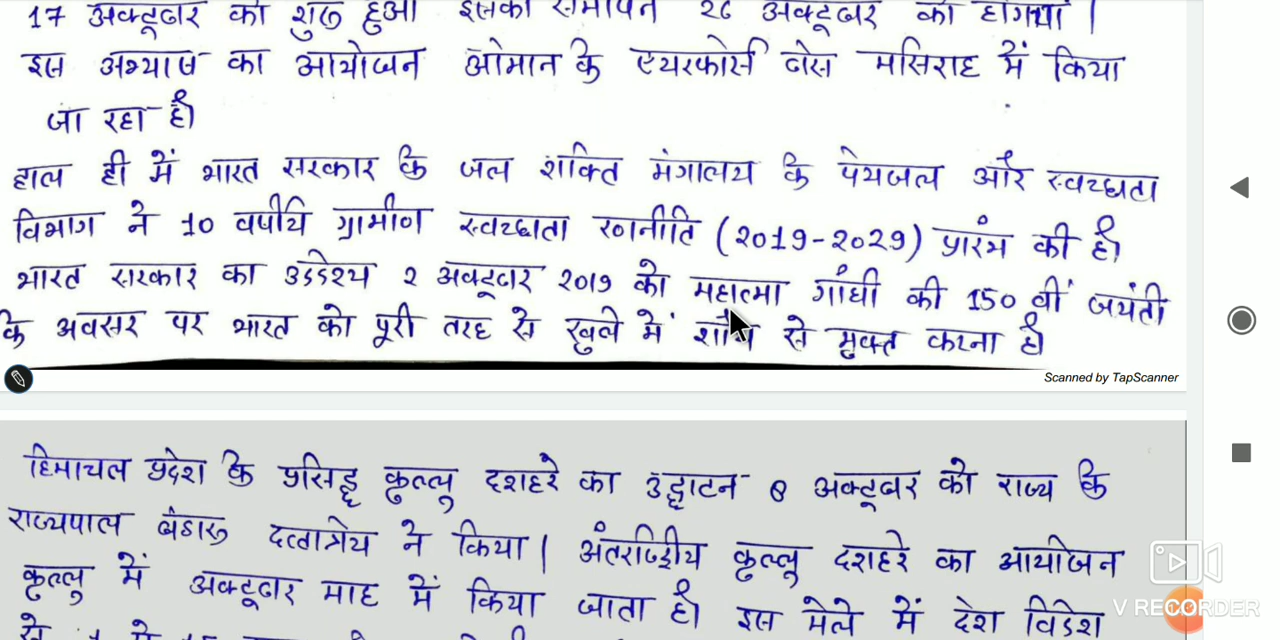 17 अक्टूबर को शुरु हुआ इसका समापन 26 अक्टूबर को होगया।
इस अभ्यास का आयोजन ओमान के एयरफोर्स बेस मसिराह में किया
जा रहा है।
हाल ही में भारत सरकार के जल शक्ति मंगालय के पेयजल और स्वच्छता
विभाग ने 10 वर्षीय ग्रामीण स्वच्छता रणनीति (2019-2029) प्रारंभ की है।
भारत सरकार का उद्देश्य 2 अक्टूबर 2019 को महात्मा गांधी की 150 वीं जयंती
के अवसर पर भारत को पूरी तरह से खुले में शौच से मुक्त करना है।
Scanned by TapScanner
हिमाचल प्रदेश के प्रसिद्ध कुल्लू दशहरे का उद्घाटन 8 अक्टूबर को राज्य के
राज्यपाल बंडारु दत्तात्रेय ने किया। अंतर्राष्ट्रीय कुल्लू दशहरे का आयोजन
कुल्लू में अक्टूबर माह में किया जाता है। इस मेले में देश विदेश
V RECORDER
से